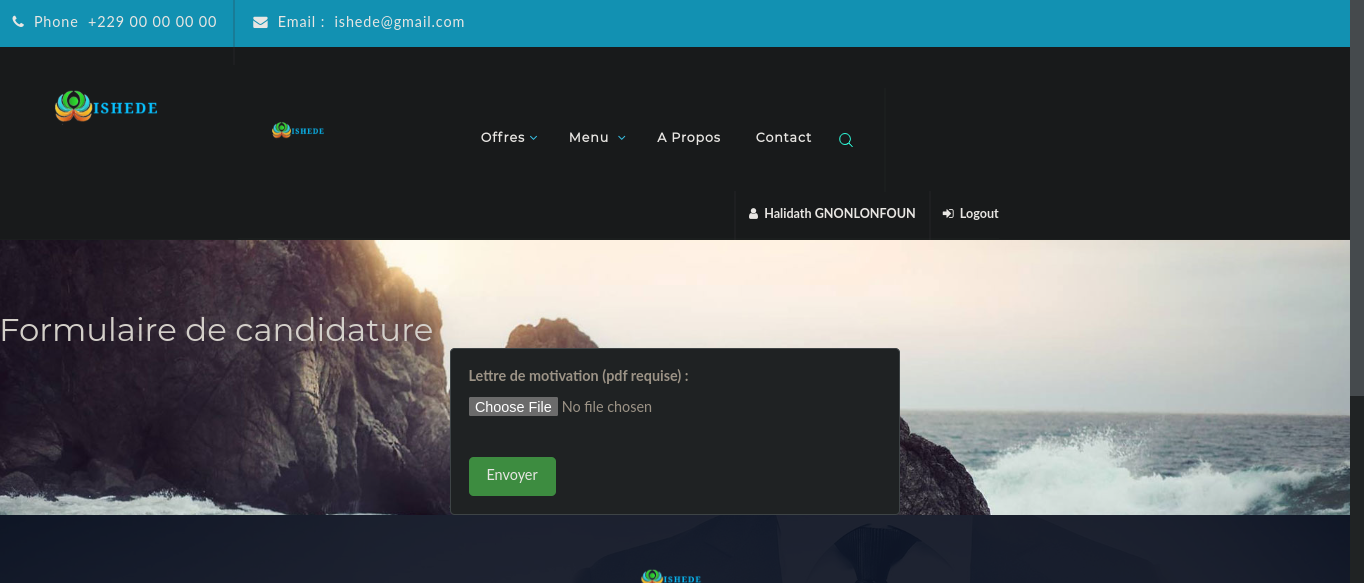 Phone +229 00 00 00 00
Email : ishede@gmail.com
ISHEDE
ISHEDE
Offres
Menu
A Propos
Contact
Halidath GNONLONFOUN
Logout
Formulaire de candidature
Lettre de motivation (pdf requise) :
Choose File No file chosen
Envoyer
ISHEDE